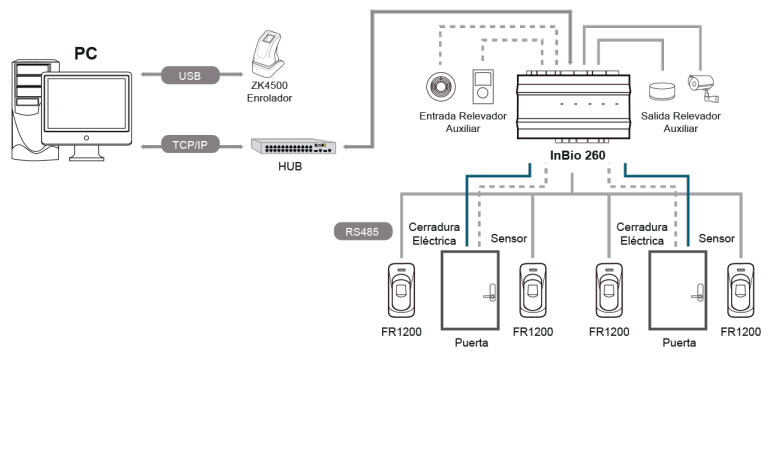 PC
USB
ZK4500
Enrolador
TCP/IP
HUB
Entrada Relevador
Auxiliar
Salida Relevador
Auxiliar
InBio 260
RS485
Cerradura
Eléctrica
Sensor
Cerradura
Eléctrica
Sensor
FR1200
Puerta
FR1200
FR1200
Puerta
FR1200